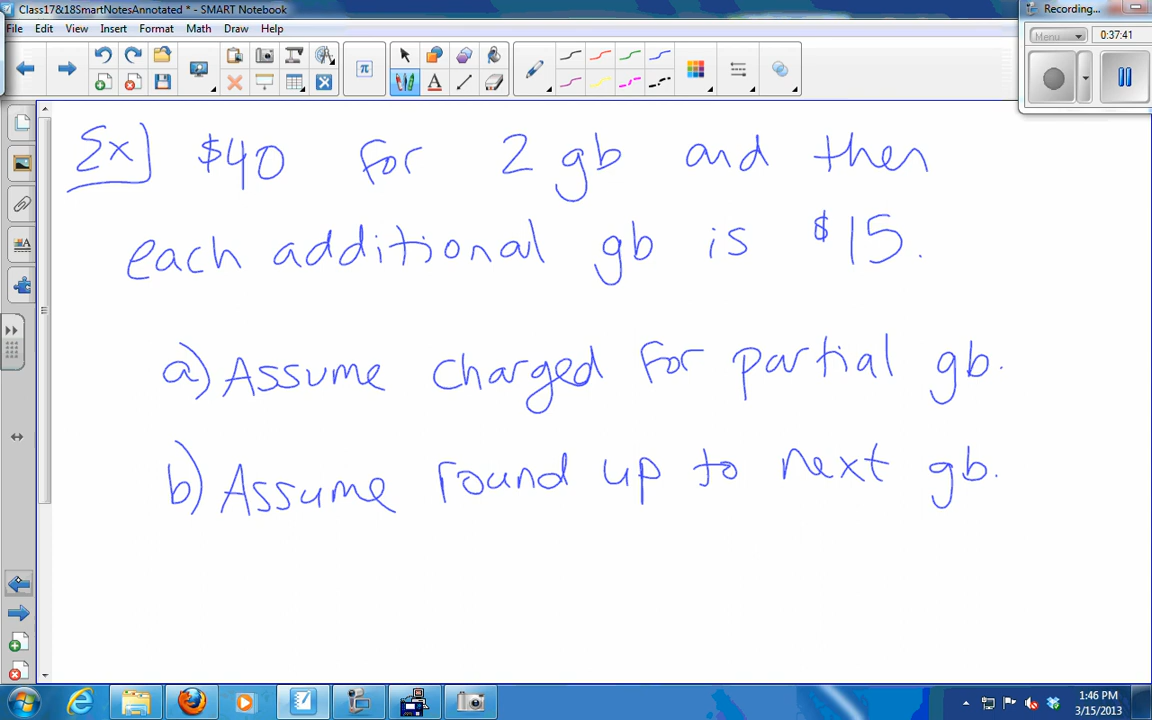 Class17&18SmartNotesAnnotated * - SMART Notebook
Recording...
File Edit View Insert Format Math Draw Help
Menu
0:37:41
π
A
Ex] $40 for 2 gb and then
each additional gb is $15.
a) Assume charged for partial gb.
b) Assume round up to next gb.
1:46 PM
3/15/2013